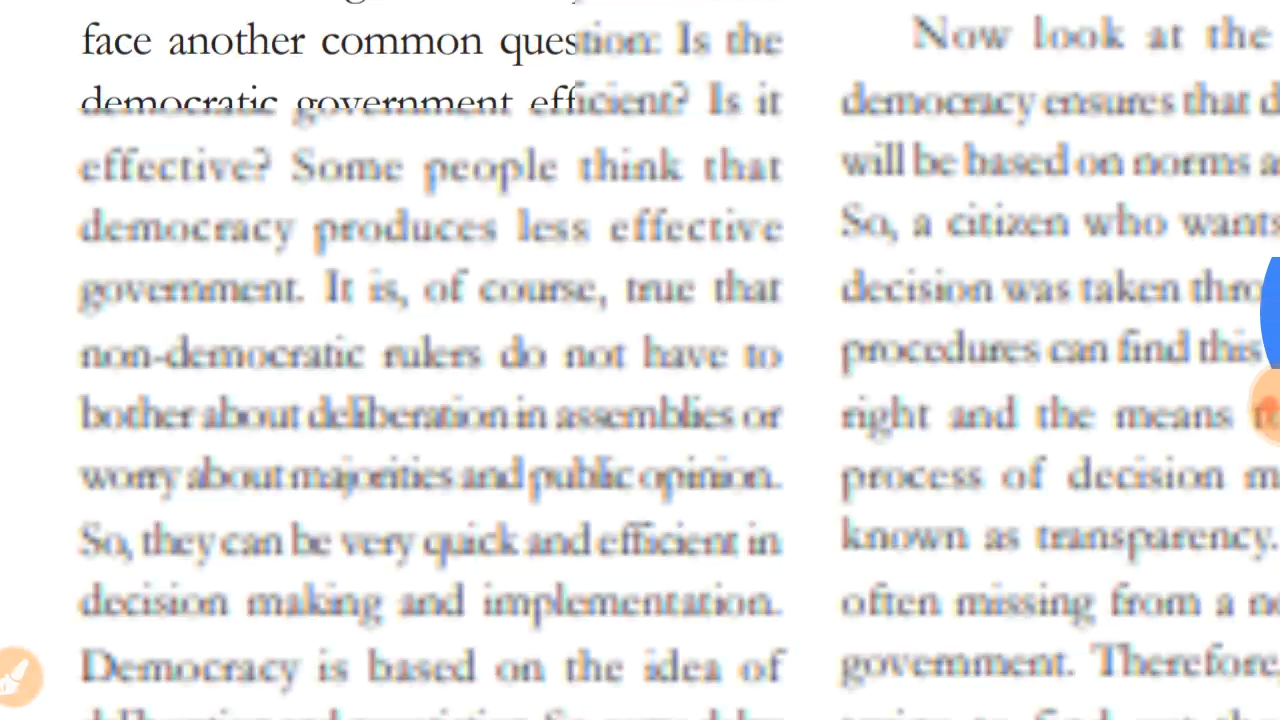 face another common question: Is the
democratic government efficient? Is it
effective? Some people think that
democracy produces less effective
government. It is, of course, true that
non-democratic rulers do not have to
bother about deliberation in assemblies or
worry about majorities and public opinion.
So, they can be very quick and efficient in
decision making and implementation.
Democracy is based on the idea of
Now look at the
democracy ensures that
will be based on norms
So, a citizen who wants
decision was taken
procedures can find this
right and the means
process of decision
known as transparency.
often missing from a
government. Therefore,